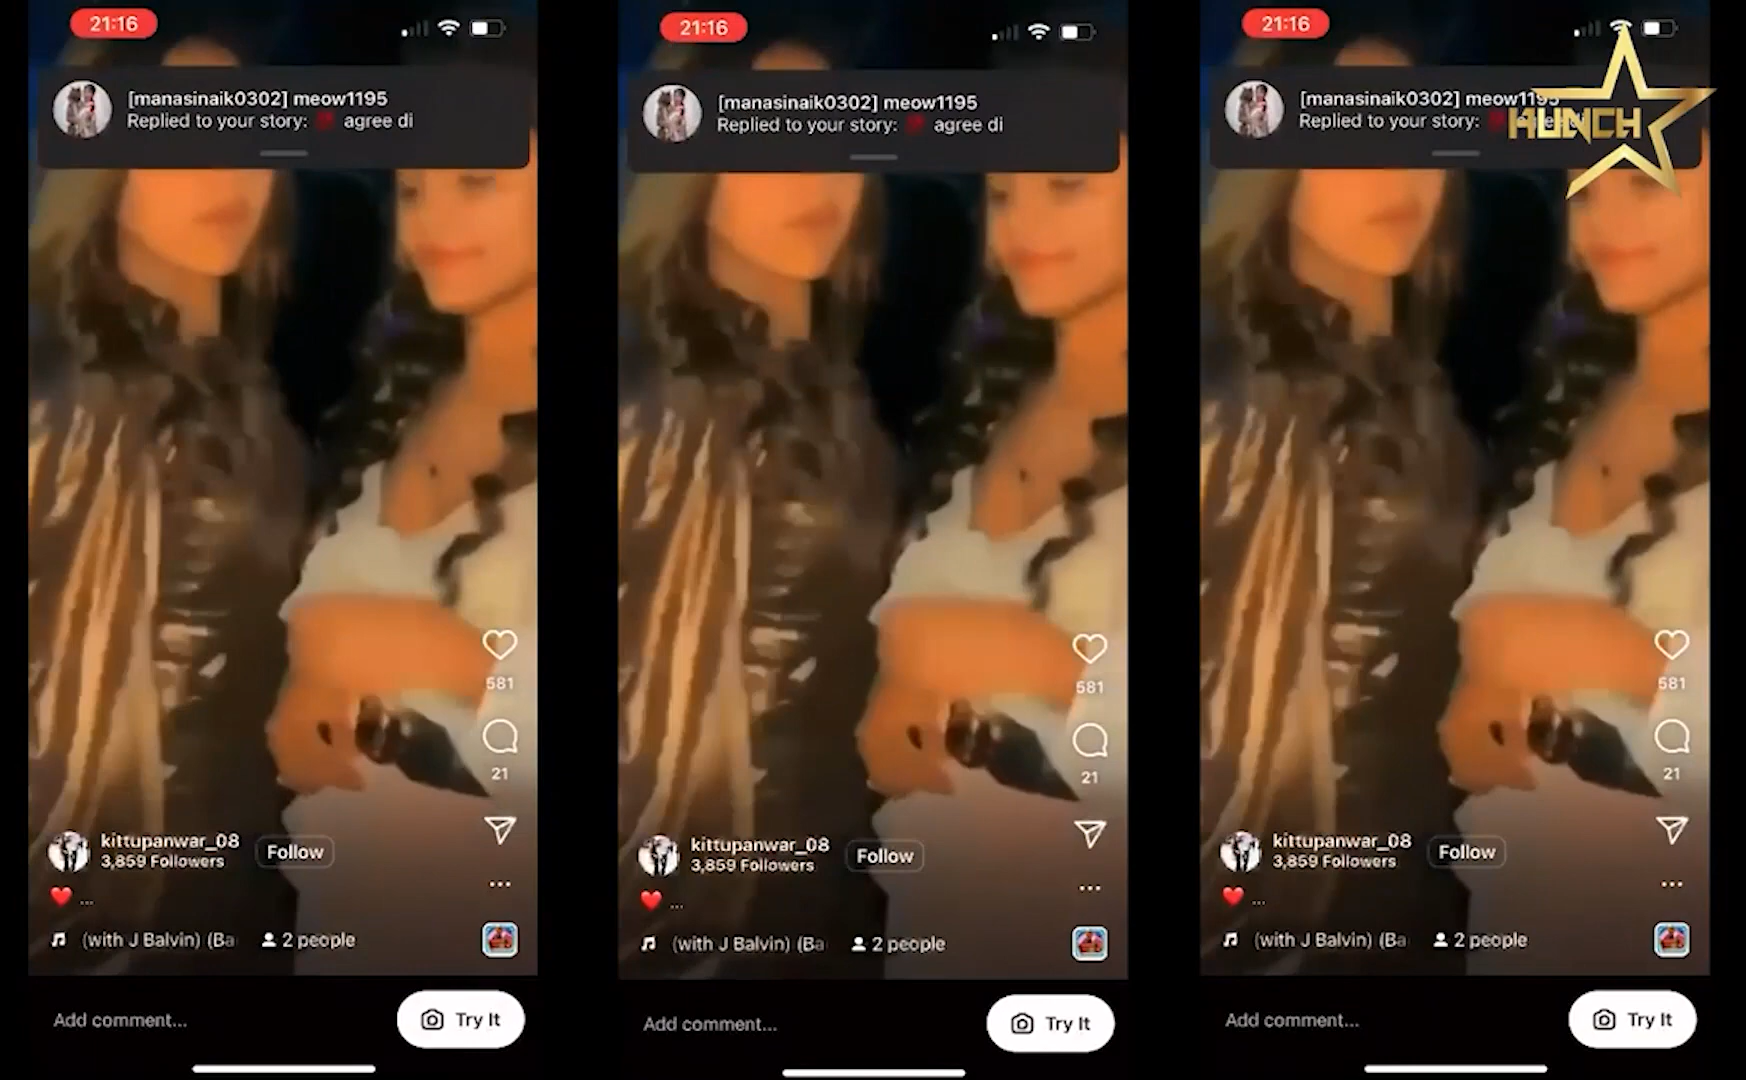 21:16
[manasinaik0302] meow1195
Replied to your story: agree di
581
21
kittupanwar_08
Follow
3,859 Followers
...
(with J Balvin) (Ba
2 people
Add comment...
Try It
21:16
[manasinaik0302] meow1195
Replied to your story: agree di
581
21
kittupanwar_08
Follow
3,859 Followers
...
(with J Balvin) (Ba
2 people
Add comment...
Try It
21:16
[manasinaik0302] meow1195
Replied to your story:
HUNCH
581
21
kittupanwar_08
Follow
3,859 Followers
...
(with J Balvin) (Ba
2 people
Add comment...
Try It